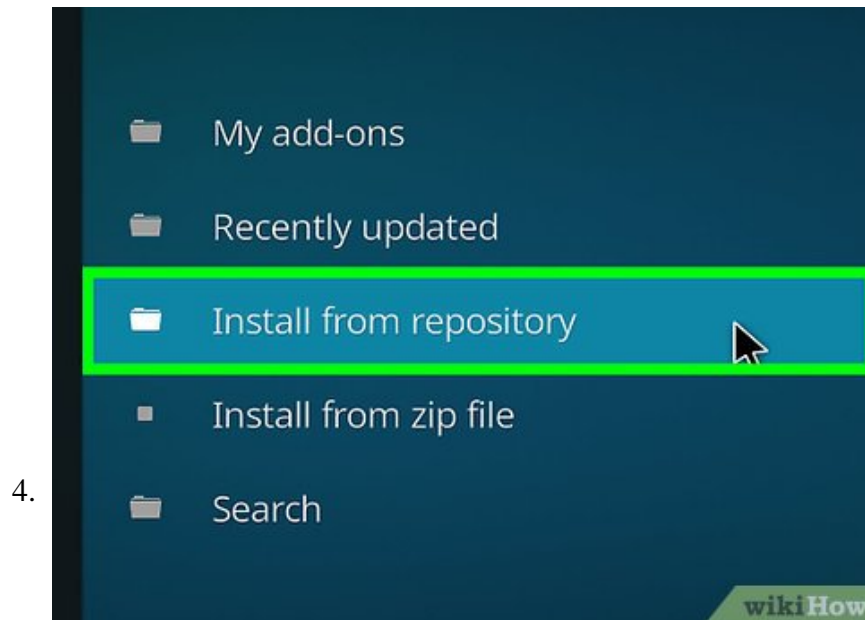 My add-ons
Recently updated
Install from repository
Install from zip file
4.
Search
wikiHow